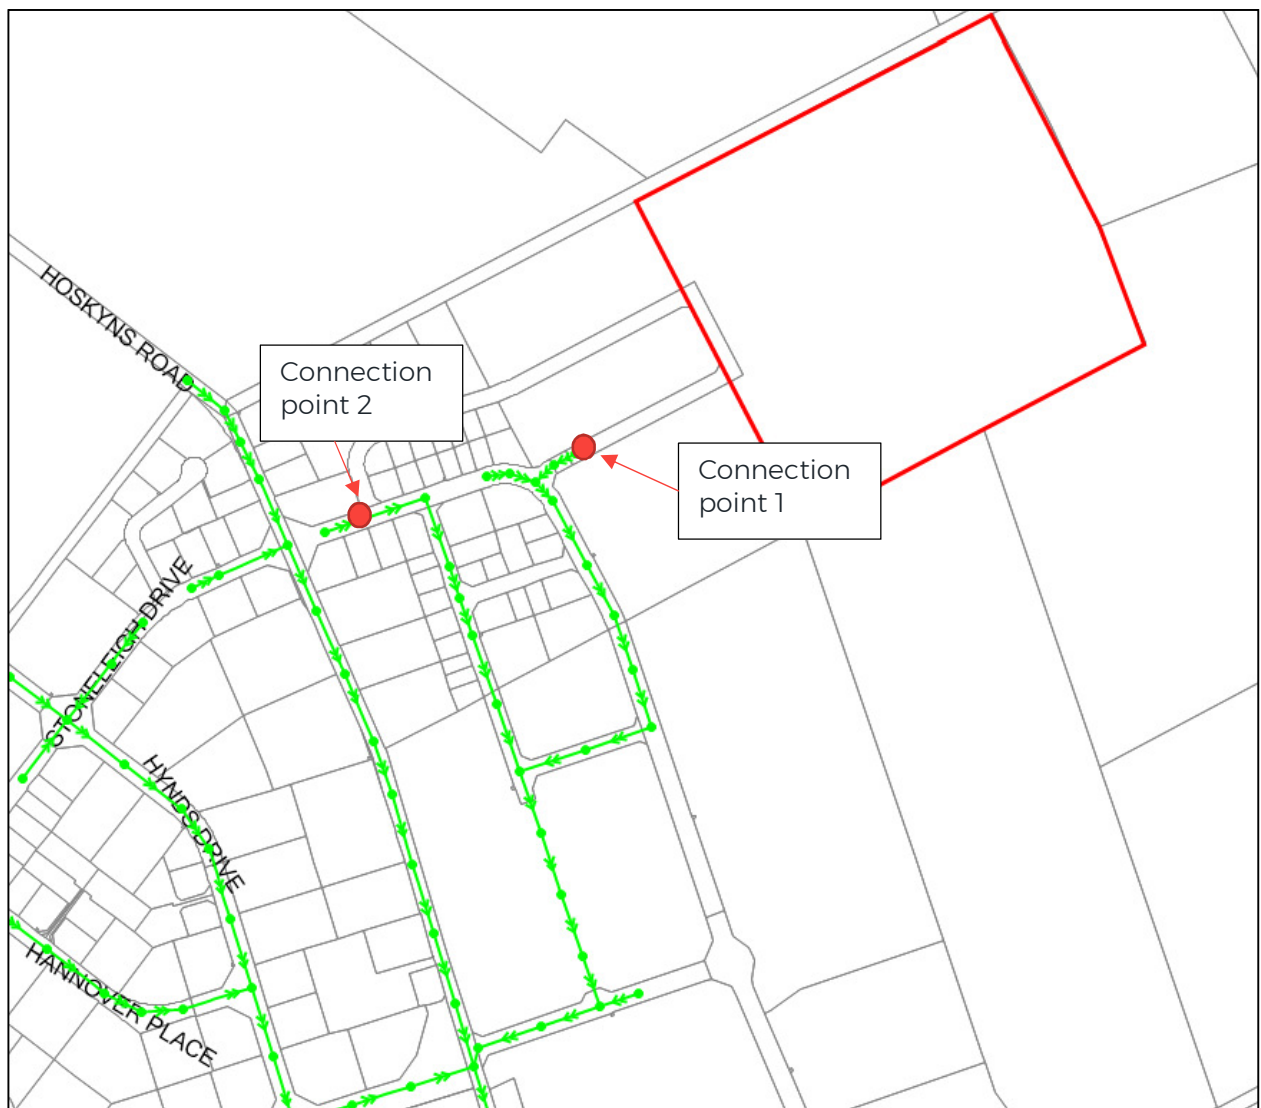 HOSKYNS ROAD
Connection
point 2
Connection
point 1
STONELEIGH DRIVE
HYNDS DRIVE
HANNOVER PLACE